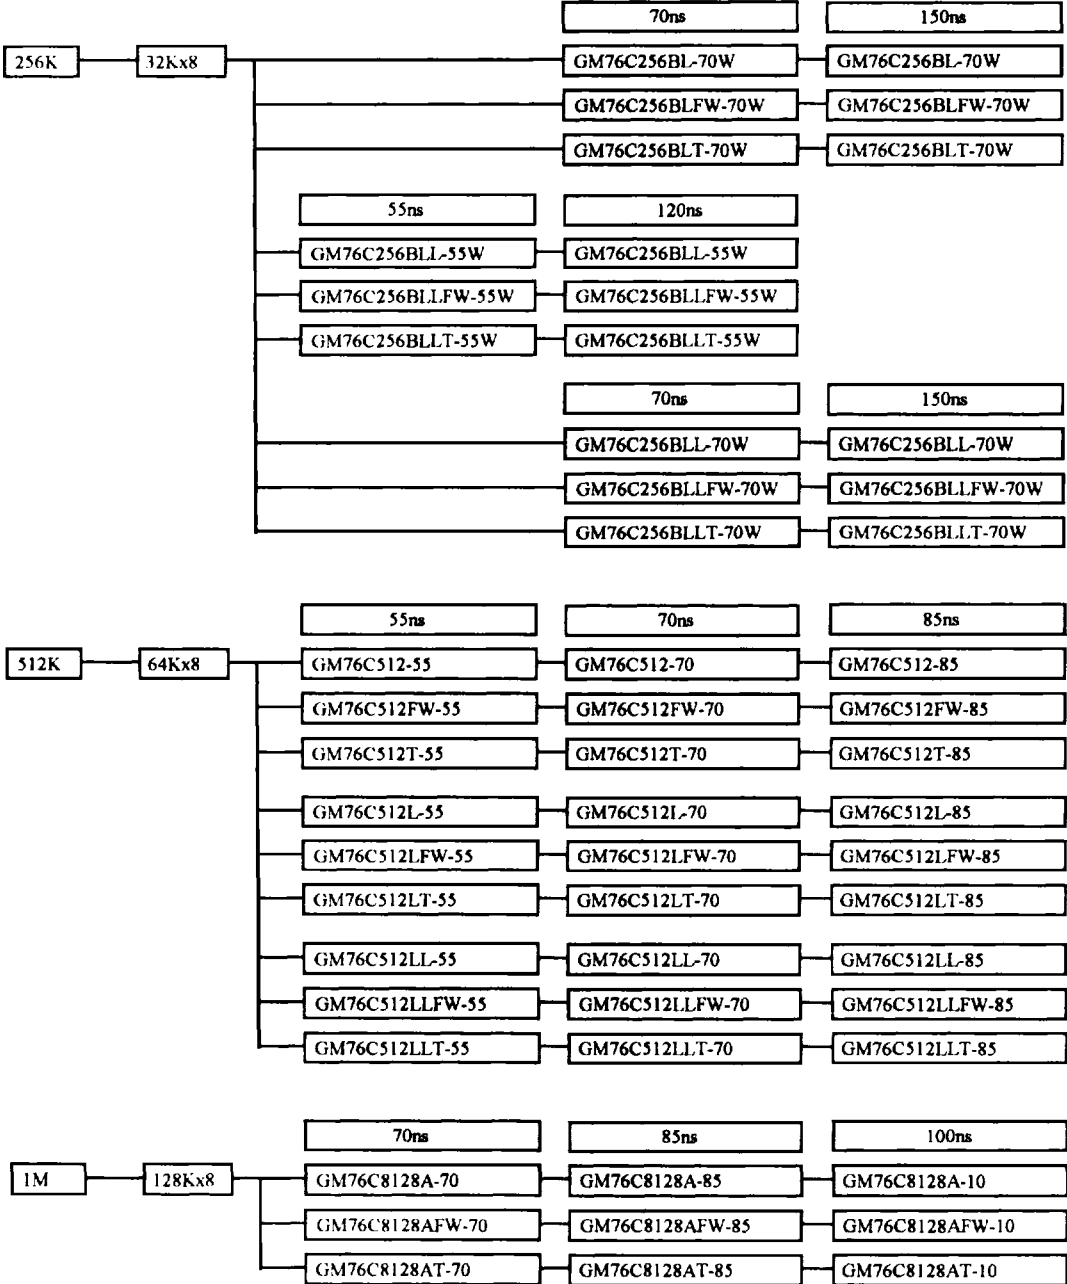 70ns 150ns
256K 32Kx8 GM76C256BL-70W GM76C256BL-70W
GM76C256BLFW-70W GM76C256BLFW-70W
GM76C256BLT-70W GM76C256BLT-70W
55ns 120ns
GM76C256BLL-55W GM76C256BLL-55W
GM76C256BLLFW-55W GM76C256BLLFW-55W
GM76C256BLLT-55W GM76C256BLLT-55W
70ns 150ns
GM76C256BLL-70W GM76C256BLL-70W
GM76C256BLLFW-70W GM76C256BLLFW-70W
GM76C256BLLT-70W GM76C256BLLT-70W
55ns 70ns 85ns
512K 64Kx8 GM76C512-55 GM76C512-70 GM76C512-85
GM76C512FW-55 GM76C512FW-70 GM76C512FW-85
GM76C512T-55 GM76C512T-70 GM76C512T-85
GM76C512L-55 GM76C512L-70 GM76C512L-85
GM76C512LFW-55 GM76C512LFW-70 GM76C512LFW-85
GM76C512LT-55 GM76C512LT-70 GM76C512LT-85
GM76C512LL-55 GM76C512LL-70 GM76C512LL-85
GM76C512LLFW-55 GM76C512LLFW-70 GM76C512LLFW-85
GM76C512LLT-55 GM76C512LLT-70 GM76C512LLT-85
70ns 85ns 100ns
1M 128Kx8 GM76C8128A-70 GM76C8128A-85 GM76C8128A-10
GM76C8128AFW-70 GM76C8128AFW-85 GM76C8128AFW-10
GM76C8128AT-70 GM76C8128AT-85 GM76C8128AT-10